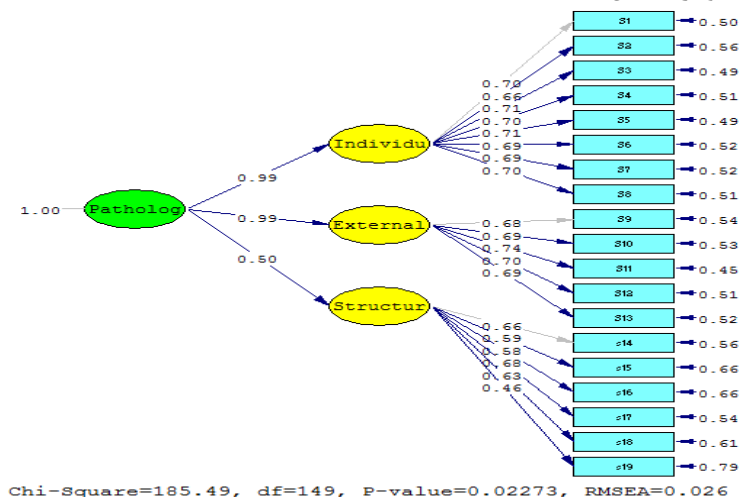 1.00
Patholog
0.99
0.99
0.50
Individu
External
Structur
0.70
0.66
0.71
0.70
0.71
0.69
0.69
0.70
0.68
0.69
0.74
0.70
0.69
0.66
0.59
0.58
0.68
0.63
0.46
S1 0.50
S2 0.56
S3 0.49
S4 0.51
S5 0.49
S6 0.52
S7 0.52
S8 0.51
S9 0.54
S10 0.53
S11 0.45
S12 0.51
S13 0.52
s14 0.56
s15 0.66
s16 0.66
s17 0.54
s18 0.61
s19 0.79
Chi-Square=185.49, df=149, P-value=0.02273, RMSEA=0.026